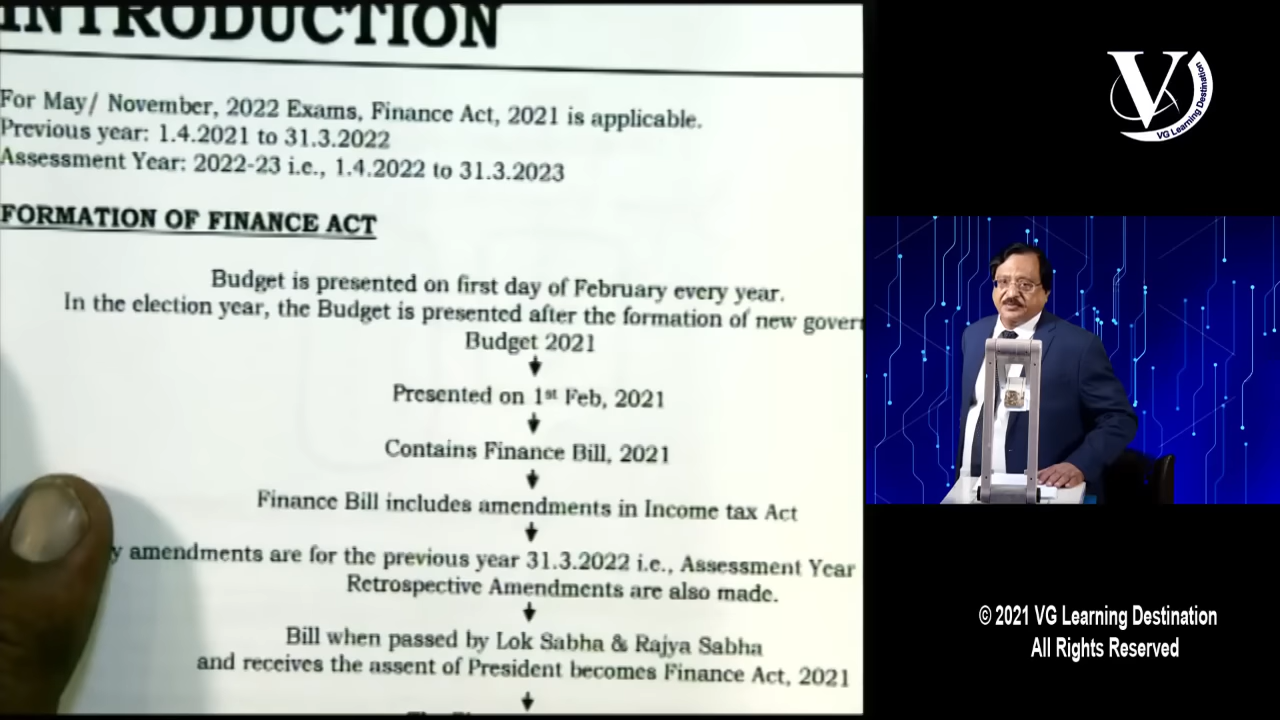 INTRODUCTION
For May/ November, 2022 Exams, Finance Act, 2021 is applicable.
Previous year: 1.4.2021 to 31.3.2022
Assessment Year: 2022-23 i.e., 1.4.2022 to 31.3.2023
FORMATION OF FINANCE ACT
Budget is presented on first day of February every year.
In the election year, the Budget is presented after the formation of new gover
Budget 2021
Presented on 1st Feb, 2021
Contains Finance Bill, 2021
Finance Bill includes amendments in Income tax Act
y amendments are for the previous year 31.3.2022 i.e., Assessment Year
Retrospective Amendments are also made.
Bill when passed by Lok Sabha & Rajya Sabha
and receives the assent of President becomes Finance Act, 2021
V
VG Learning Destination
© 2021 VG Learning Destination
All Rights Reserved